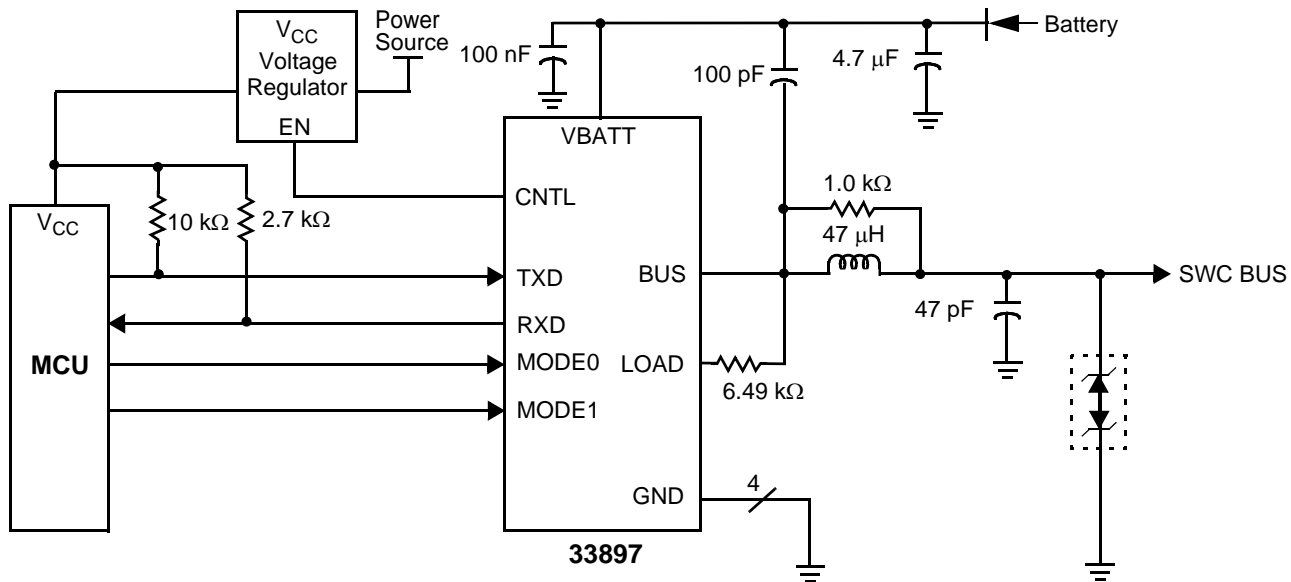 V_CC
Voltage
Regulator
EN
Power
Source
100 nF
100 pF
4.7 μF
Battery
VBATT
CNTL
V_CC
10 kΩ
2.7 kΩ
1.0 kΩ
47 μH
TXD
BUS
SWC BUS
47 pF
RXD
MCU
MODE0
LOAD
6.49 kΩ
MODE1
4
GND
33897